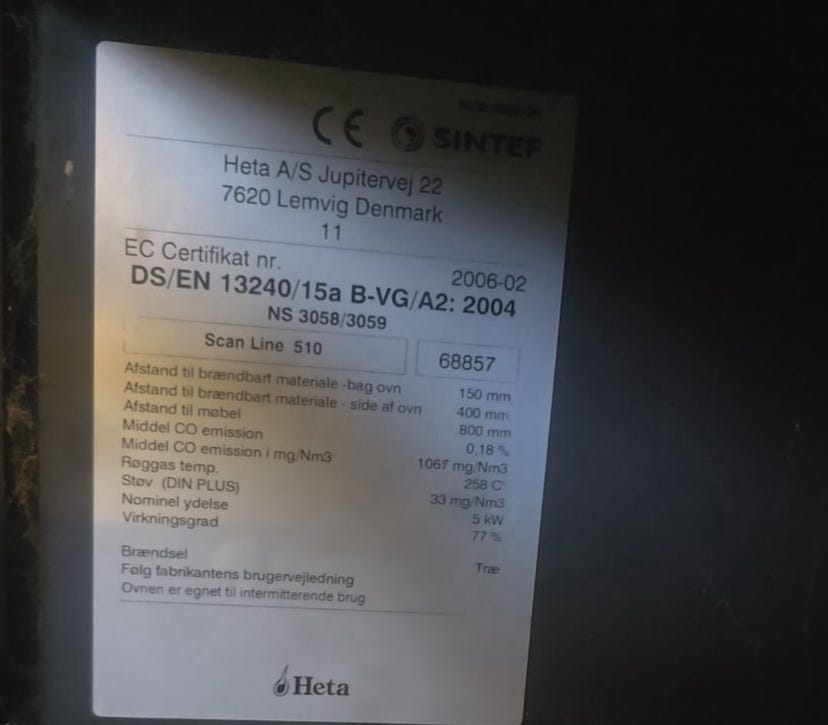 CE SINTEF
Heta A/S Jupitervej 22
7620 Lemvig Denmark
11
EC Certifikat nr. 2006-02
DS/EN 13240/15a B-VG/A2: 2004
NS 3058/3059
Scan Line 510 68857
Afstand til brændbart materiale -bag ovn 150 mm
Afstand til brændbart materiale - side af ovn 400 mm
Afstand til møbel 800 mm
Middel CO emission 0,18 %
Middel CO emission i mg/Nm3 1067 mg/Nm3
Røggas temp. 258 C°
Støv (DIN PLUS) 33 mg/Nm3
Nominel ydelse 5 kW
Virkningsgrad 77 %
Brændsel Træ
Følg fabrikantens brugervejledning
Ovnen er egnet til intermitterende brug
Heta